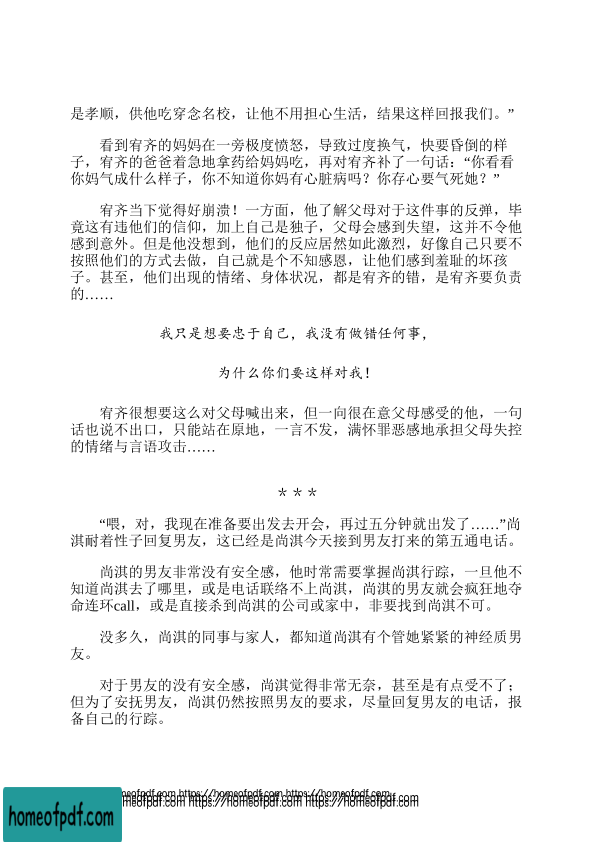 是孝顺，供他吃穿念名校，让他不用担心生活，结果这样回报我们。”
看到宥齐的妈妈在一旁极度愤怒，导致过度换气，快要昏倒的样
子，宥齐的爸爸着急地拿药给妈妈吃，再对宥齐补了一句话：“你看看
你妈气成什么样子，你不知道你妈有心脏病吗？你存心要气死她？”
宥齐当下觉得好崩溃！一方面，他了解父母对于这件事的反弹，毕
竟这有违他们的信仰，加上自己是独子，父母会感到失望，这并不令他
感到意外。但是他没想到，他们的反应居然如此激烈，好像自己只要不
按照他们的方式去做，自己就是个不知感恩，让他们感到羞耻的坏孩
子。甚至，他们出现的情绪、身体状况，都是宥齐的错，是宥齐要负责
的……
我只是想要忠于自己，我没有做错任何事，
为什么你们要这样对我！
宥齐很想要这么对父母喊出来，但一向很在意父母感受的他，一句
话也说不出口，只能站在原地，一言不发，满怀罪恶感地承担父母失控
的情绪与言语攻击……
＊＊＊
“喂，对，我现在准备要出发去开会，再过五分钟就出发了……”尚
淇耐着性子回复男友，这已经是尚淇今天接到男友打来的第五通电话。
尚淇的男友非常没有安全感，他时常需要掌握尚淇行踪，一旦他不
知道尚淇去了哪里，或是电话联络不上尚淇，尚淇的男友就会疯狂地夺
命连环call，或是直接杀到尚淇的公司或家中，非要找到尚淇不可。
没多久，尚淇的同事与家人，都知道尚淇有个管她紧紧的神经质男
友。
对于男友的没有安全感，尚淇觉得非常无奈，甚至是有点受不了；
但为了安抚男友，尚淇仍然按照男友的要求，尽量回复男友的电话，报
备自己的行踪。
omeofpdf.com https://homeofpdf.com https://homeofpdf.com
omeofpdf.com https://homeofpdf.com https://homeofpdf.com
homeofpdf.com